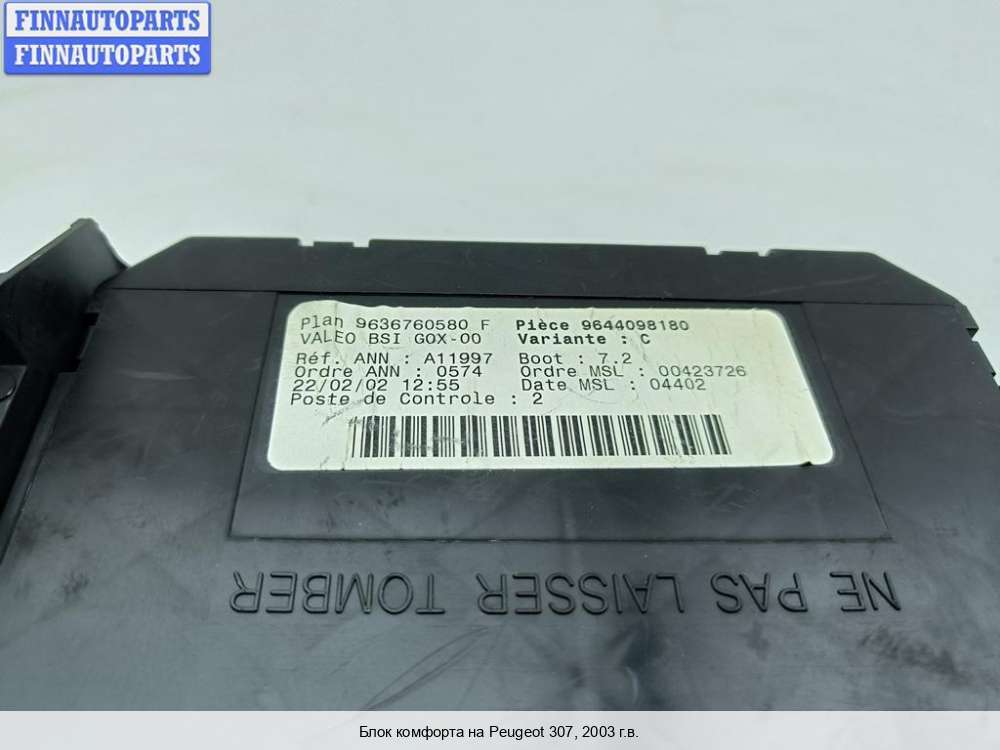 FINNAUTOPARTS
FINNAUTOPARTS
Plan 9636760580 F Pièce 9644098180
VALEO BSI G0X-00 Variante : C
Réf. ANN : A11997 Boot : 7.2
Ordre ANN : 0574 Ordre MSL : 00423726
22/02/02 12:55 Date MSL : 04402
Poste de Controle : 2
NE PAS LAISSER TOMBER
Блок комфорта на Peugeot 307, 2003 г.в.